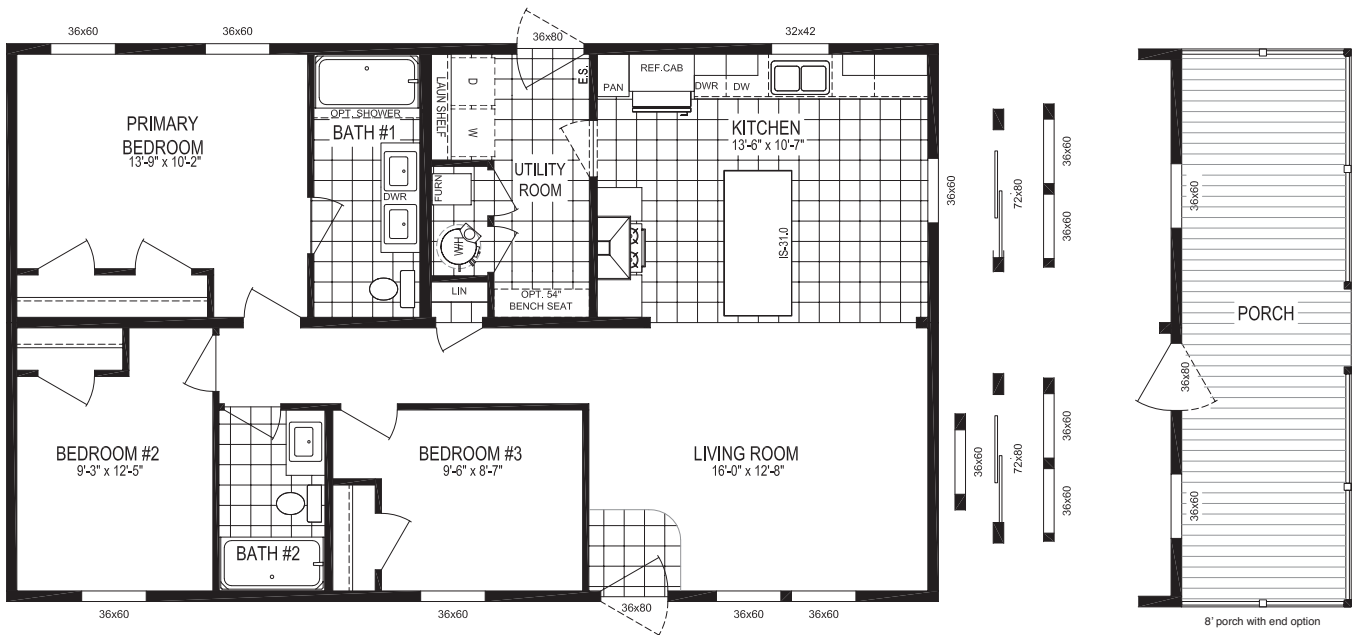 36x60
36x60
36x80
32x42
PRIMARY
BEDROOM
13'-9" x 10'-2"
OPT. SHOWER
BATH #1
DWR
LAUN SHELF
D
W
E.S.
FURN
W/H
LIN
UTILITY
ROOM
OPT. 54"
BENCH SEAT
PAN
REF.CAB
DWR
DW
KITCHEN
13'-6" x 10'-7"
IS-31.0
36x60
BEDROOM #2
9'-3" x 12'-5"
BATH #2
BEDROOM #3
9'-6" x 8'-7"
LIVING ROOM
16'-0" x 12'-8"
36x60
36x60
36x80
36x60
36x60
72x80
36x60
36x60
36x60
72x80
36x60
36x60
36x60
36x80
36x60
PORCH
8' porch with end option